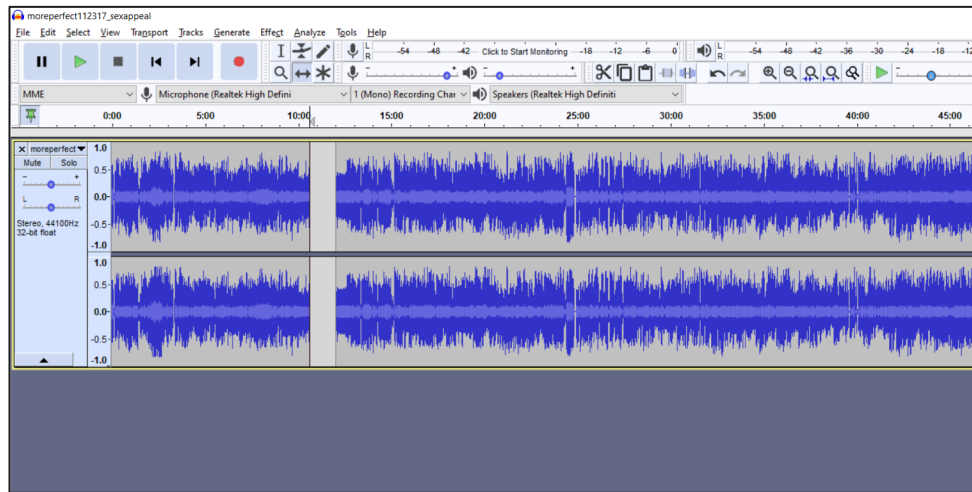 moreperfect112317_sexappeal
File Edit Select View Transport Tracks Generate Effect Analyze Tools Help
L R -54 -48 -42 Click to Start Monitoring -18 -12 -6 0 L R -54 -48 -42 -36 -30 -24 -18 -12
MME Microphone (Realtek High Defini 1 (Mono) Recording Char Speakers (Realtek High Definiti
0:00 5:00 10:00 15:00 20:00 25:00 30:00 35:00 40:00 45:00
X moreperfect 1.0
Mute Solo 0.5
- +
L R 0.0
Stereo, 44100Hz -0.5
32-bit float
-1.0
1.0
0.5
0.0
-0.5
-1.0